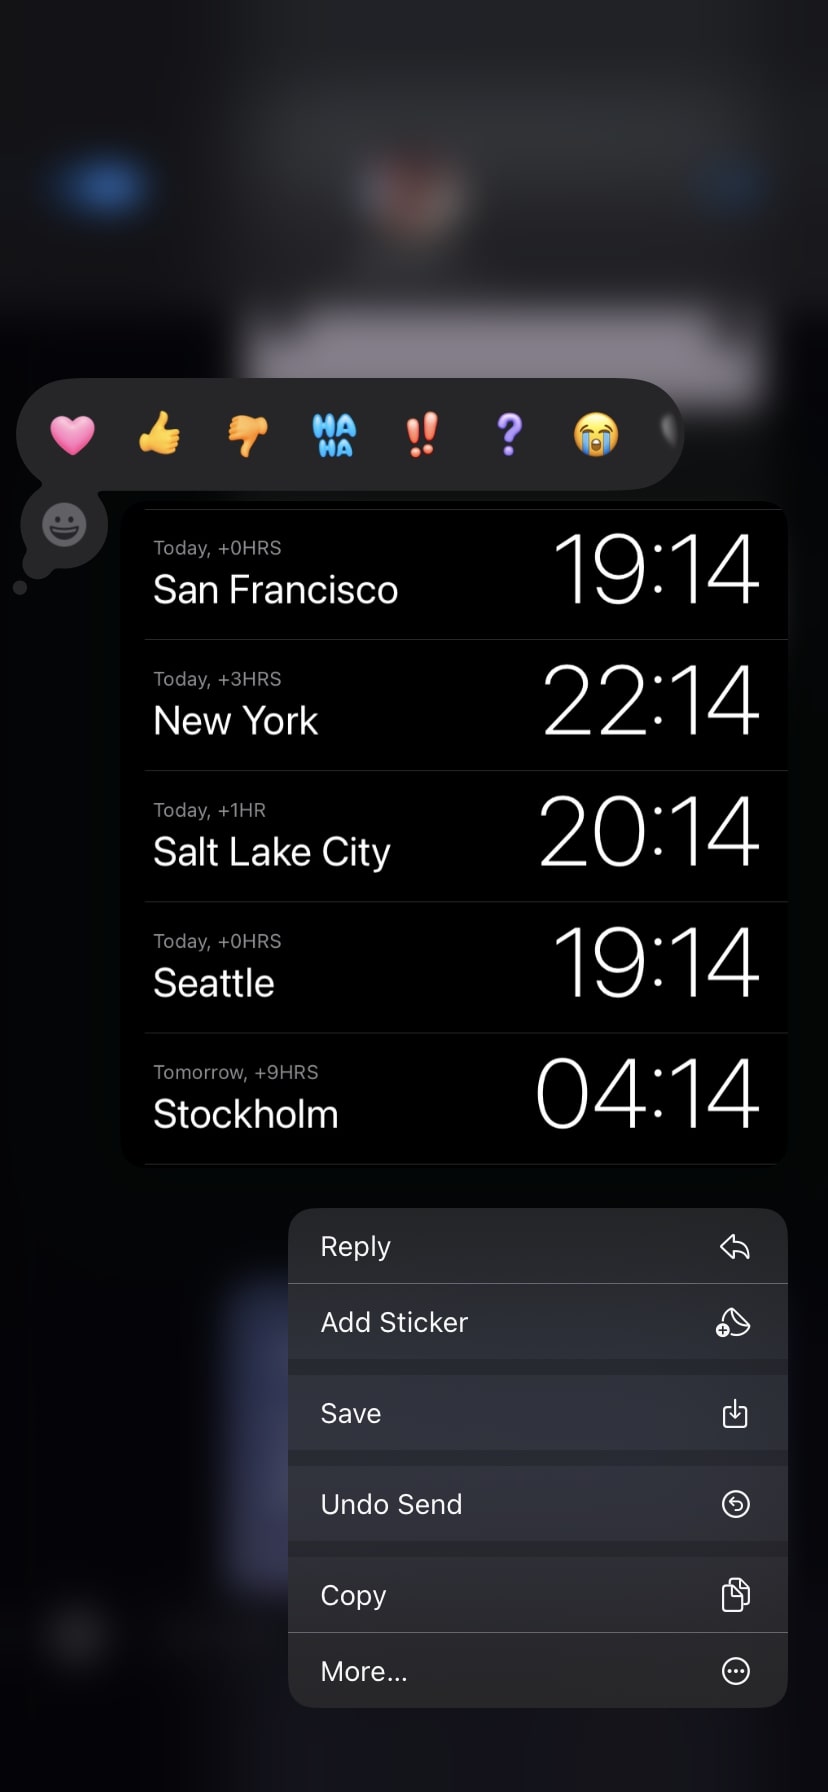 HA
HA
Today, +0HRS
San Francisco
19:14
Today, +3HRS
New York
22:14
Today, +1HR
Salt Lake City
20:14
Today, +0HRS
Seattle
19:14
Tomorrow, +9HRS
Stockholm
04:14
Reply
Add Sticker
Save
Undo Send
Copy
More...